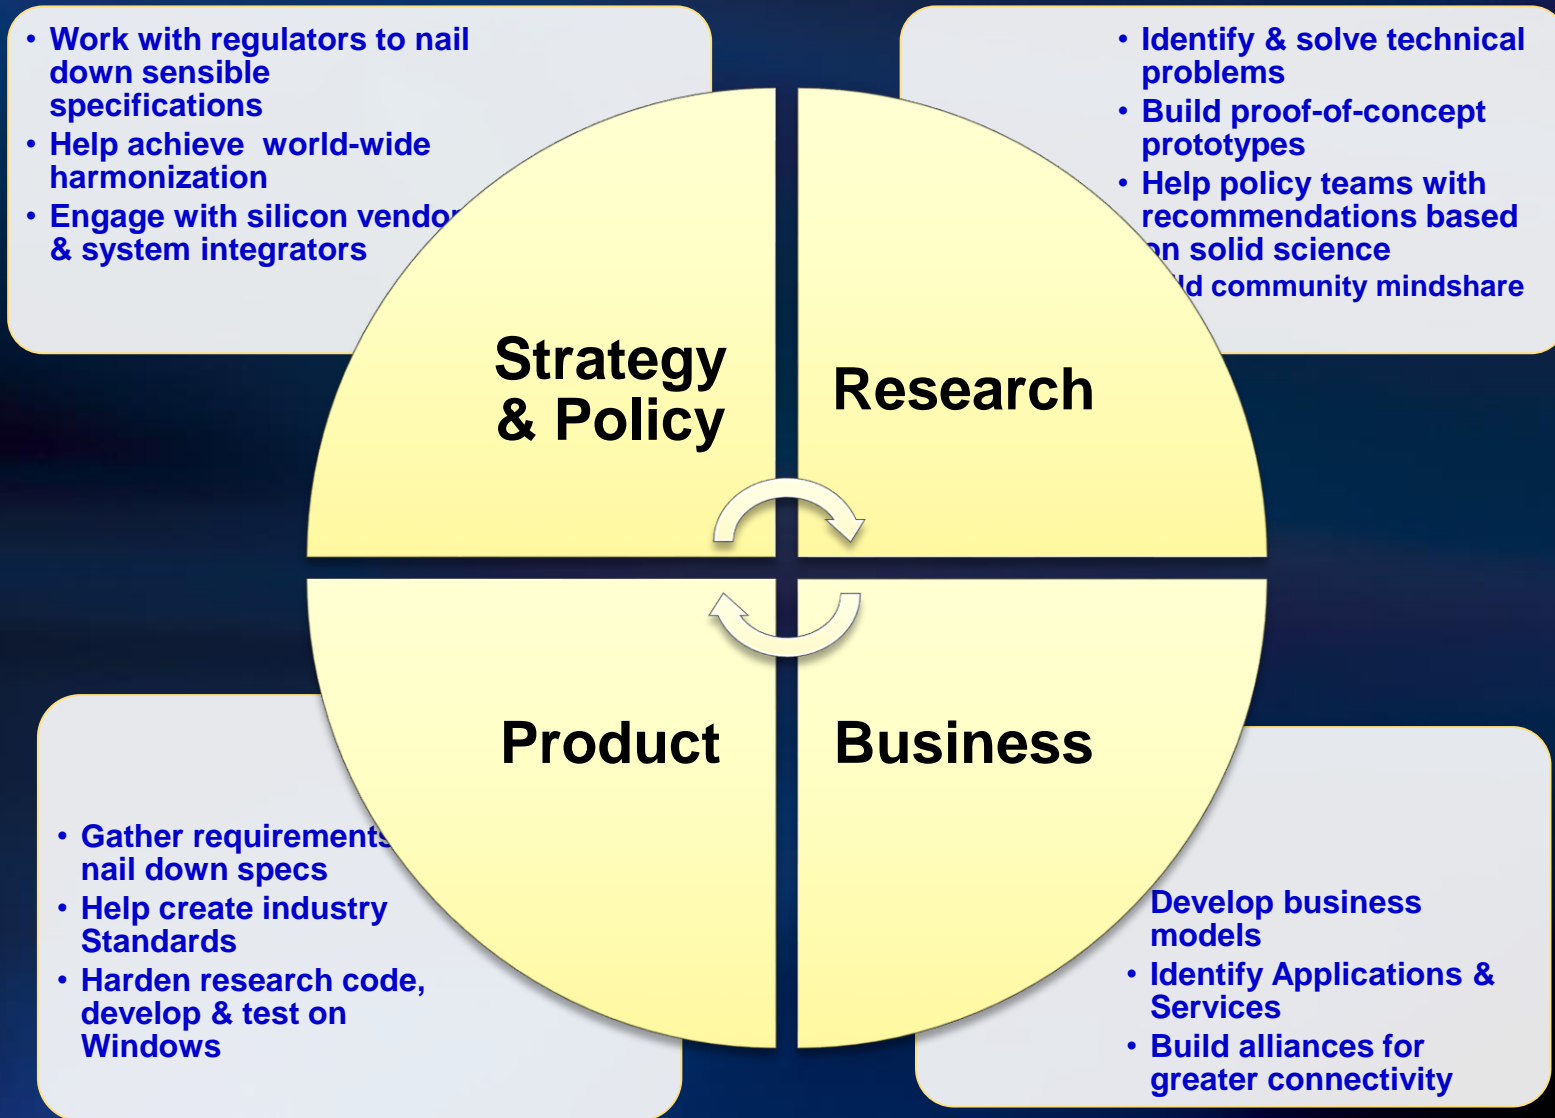 • Work with regulators to nail
down sensible
specifications
• Help achieve world-wide
harmonization
• Engage with silicon vendor
& system integrators
• Identify & solve technical
problems
• Build proof-of-concept
prototypes
• Help policy teams with
recommendations based
on solid science
community mindshare
Strategy
& Policy
Research
Product
Business
• Gather requirements
nail down specs
• Help create industry
Standards
• Harden research code,
develop & test on
Windows
Develop business
models
• Identify Applications &
Services
• Build alliances for
greater connectivity